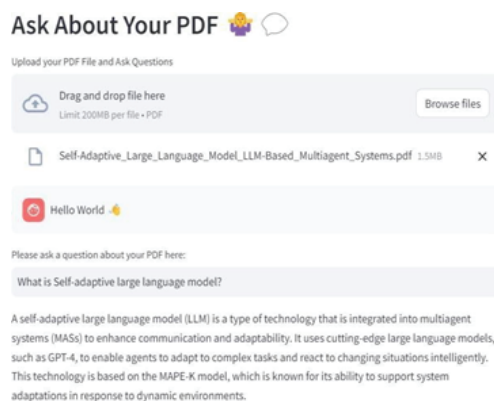 Ask About Your PDF 🤷‍♀️ 💬
Upload your PDF File and Ask Questions
Drag and drop file here
Limit 200MB per file • PDF
Browse files
Self-Adaptive_Large_Language_Model_LLM-Based_Multiagent_Systems.pdf 1.5MB
Hello World 👋
Please ask a question about your PDF here:
What is Self-adaptive large language model?
A self-adaptive large language model (LLM) is a type of technology that is integrated into multiagent
systems (MASs) to enhance communication and adaptability. It uses cutting-edge large language models,
such as GPT-4, to enable agents to adapt to complex tasks and react to changing situations intelligently.
This technology is based on the MAPE-K model, which is known for its ability to support system
adaptations in response to dynamic environments.